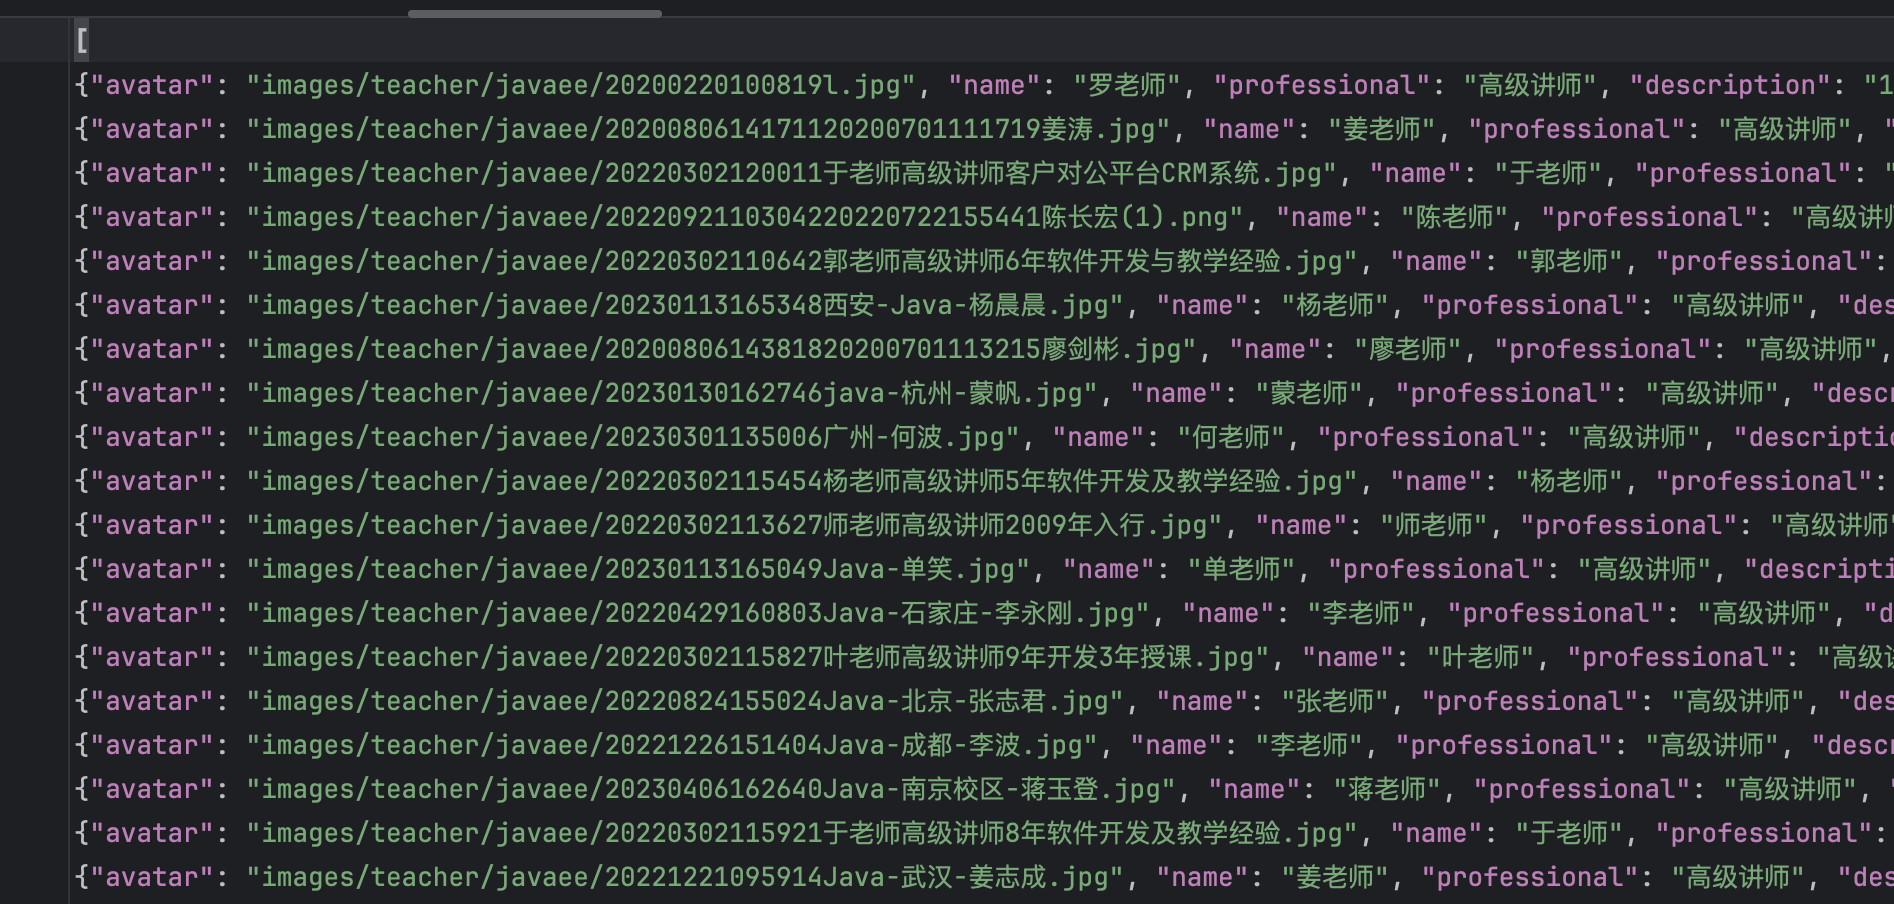 [
{"avatar": "images/teacher/javaee/20200220100819l.jpg", "name": "罗老师", "professional": "高级讲师", "description": "1
{"avatar": "images/teacher/javaee/2020080614171120200701111719姜涛.jpg", "name": "姜老师", "professional": "高级讲师", "
{"avatar": "images/teacher/javaee/20220302120011于老师高级讲师客户对公平台CRM系统.jpg", "name": "于老师", "professional": "
{"avatar": "images/teacher/javaee/2022092110304220220722155441陈长宏(1).png", "name": "陈老师", "professional": "高级讲师
{"avatar": "images/teacher/javaee/20220302110642郭老师高级讲师6年软件开发与教学经验.jpg", "name": "郭老师", "professional":
{"avatar": "images/teacher/javaee/20230113165348西安-Java-杨晨晨.jpg", "name": "杨老师", "professional": "高级讲师", "des
{"avatar": "images/teacher/javaee/2020080614381820200701113215廖剑彬.jpg", "name": "廖老师", "professional": "高级讲师",
{"avatar": "images/teacher/javaee/20230130162746java-杭州-蒙帆.jpg", "name": "蒙老师", "professional": "高级讲师", "descr
{"avatar": "images/teacher/javaee/20230301135006广州-何波.jpg", "name": "何老师", "professional": "高级讲师", "descriptio
{"avatar": "images/teacher/javaee/20220302115454杨老师高级讲师5年软件开发及教学经验.jpg", "name": "杨老师", "professional":
{"avatar": "images/teacher/javaee/20220302113627师老师高级讲师2009年入行.jpg", "name": "师老师", "professional": "高级讲师"
{"avatar": "images/teacher/javaee/20230113165049Java-单笑.jpg", "name": "单老师", "professional": "高级讲师", "descripti
{"avatar": "images/teacher/javaee/20220429160803Java-石家庄-李永刚.jpg", "name": "李老师", "professional": "高级讲师", "d
{"avatar": "images/teacher/javaee/20220302115827叶老师高级讲师9年开发3年授课.jpg", "name": "叶老师", "professional": "高级讲
{"avatar": "images/teacher/javaee/20220824155024Java-北京-张志君.jpg", "name": "张老师", "professional": "高级讲师", "des
{"avatar": "images/teacher/javaee/20221226151404Java-成都-李波.jpg", "name": "李老师", "professional": "高级讲师", "descr
{"avatar": "images/teacher/javaee/20230406162640Java-南京校区-蒋玉登.jpg", "name": "蒋老师", "professional": "高级讲师", "
{"avatar": "images/teacher/javaee/20220302115921于老师高级讲师8年软件开发及教学经验.jpg", "name": "于老师", "professional":
{"avatar": "images/teacher/javaee/20221221095914Java-武汉-姜志成.jpg", "name": "姜老师", "professional": "高级讲师", "des